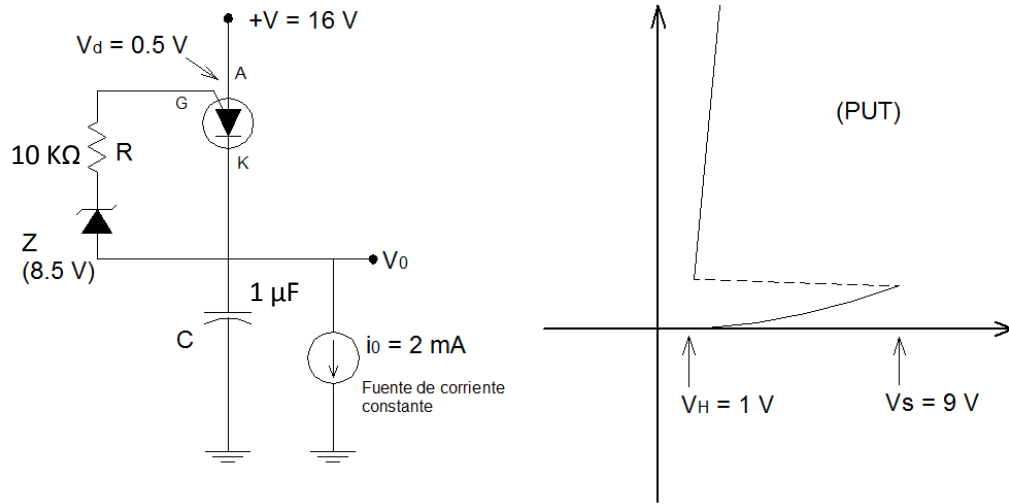 +V = 16 V
Vd = 0.5 V
A
G
K
10 KΩ
R
Z
(8.5 V)
V0
1 µF
C
i0 = 2 mA
Fuente de corriente
constante
(PUT)
VH = 1 V
Vs = 9 V